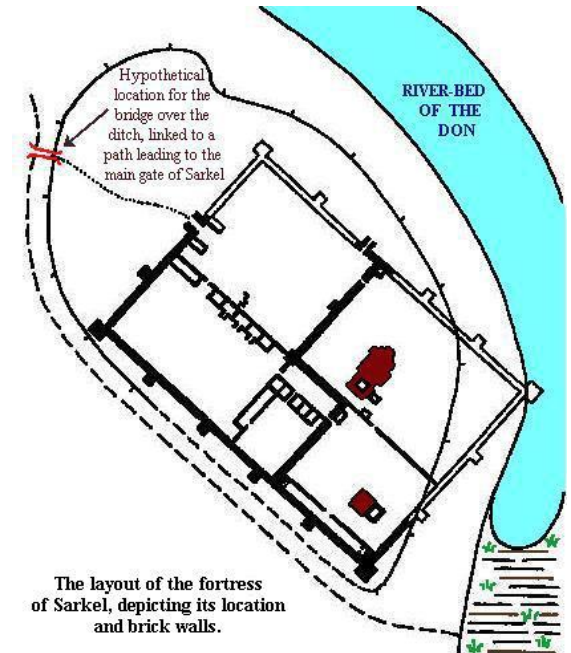 Hypothetical
location for the
bridge over the
ditch, linked to a
path leading to the
main gate of Sarkel
RIVER-BED
OF THE
DON
The layout of the fortress
of Sarkel, depicting its location
and brick walls.